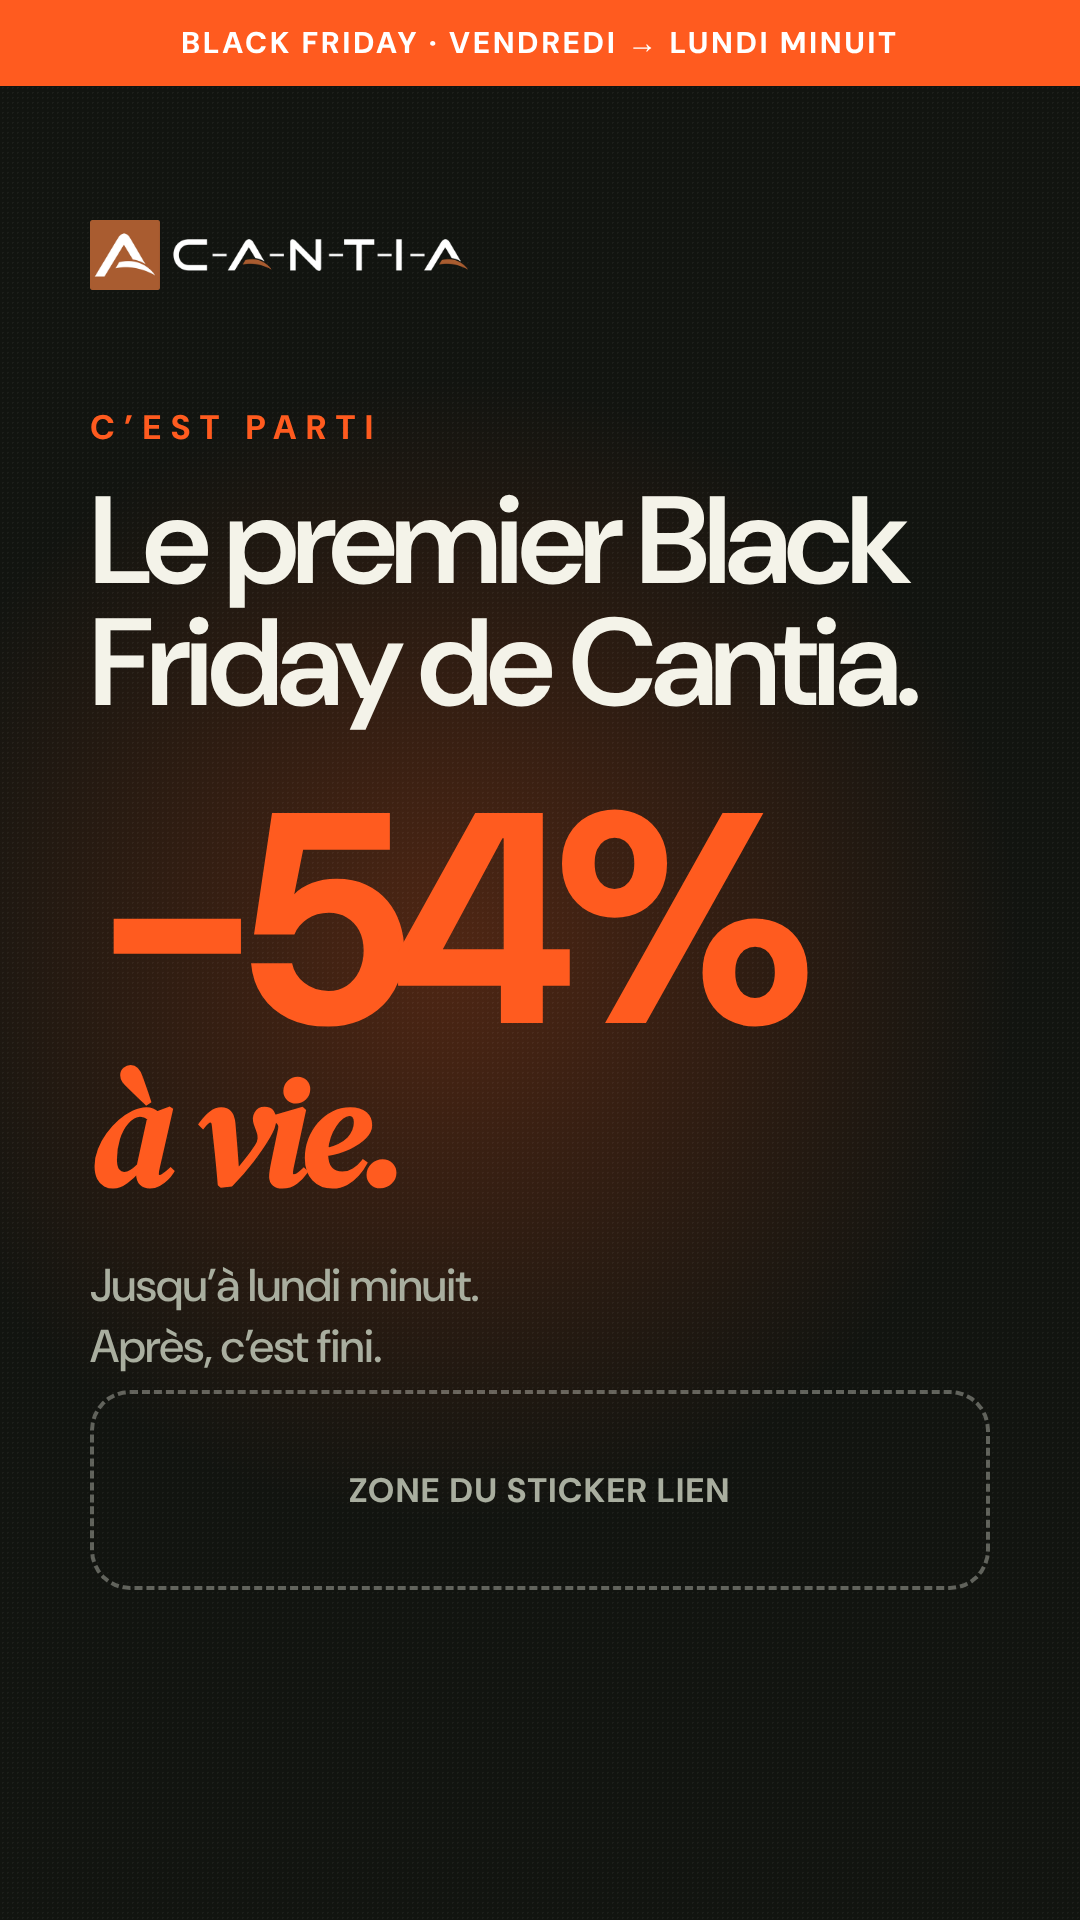 BLACK FRIDAY · VENDREDI → LUNDI MINUIT
C-A-N-T-I-A
C’EST PARTI
Le premier Black
Friday de Cantia.
–54%
à vie.
Jusqu’à lundi minuit.
Après, c’est fini.
ZONE DU STICKER LIEN